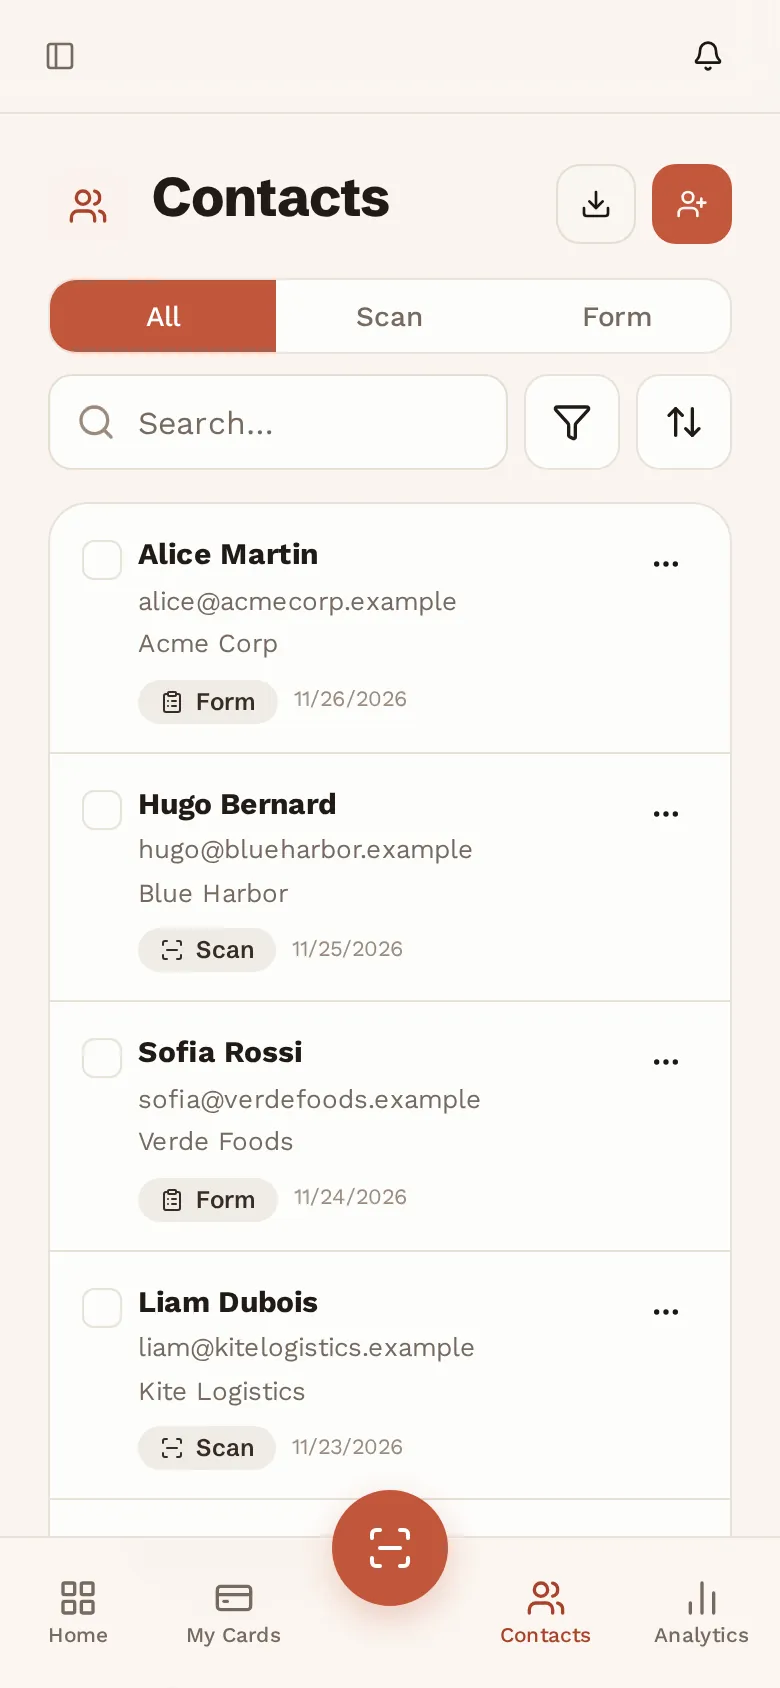 Contacts
All
Scan
Form
Search...
Alice Martin
alice@acmecorp.example
Acme Corp
Form
11/26/2026
Hugo Bernard
hugo@blueharbor.example
Blue Harbor
Scan
11/25/2026
Sofia Rossi
sofia@verdefoods.example
Verde Foods
Form
11/24/2026
Liam Dubois
liam@kitelogistics.example
Kite Logistics
Scan
11/23/2026
Home
My Cards
Contacts
Analytics